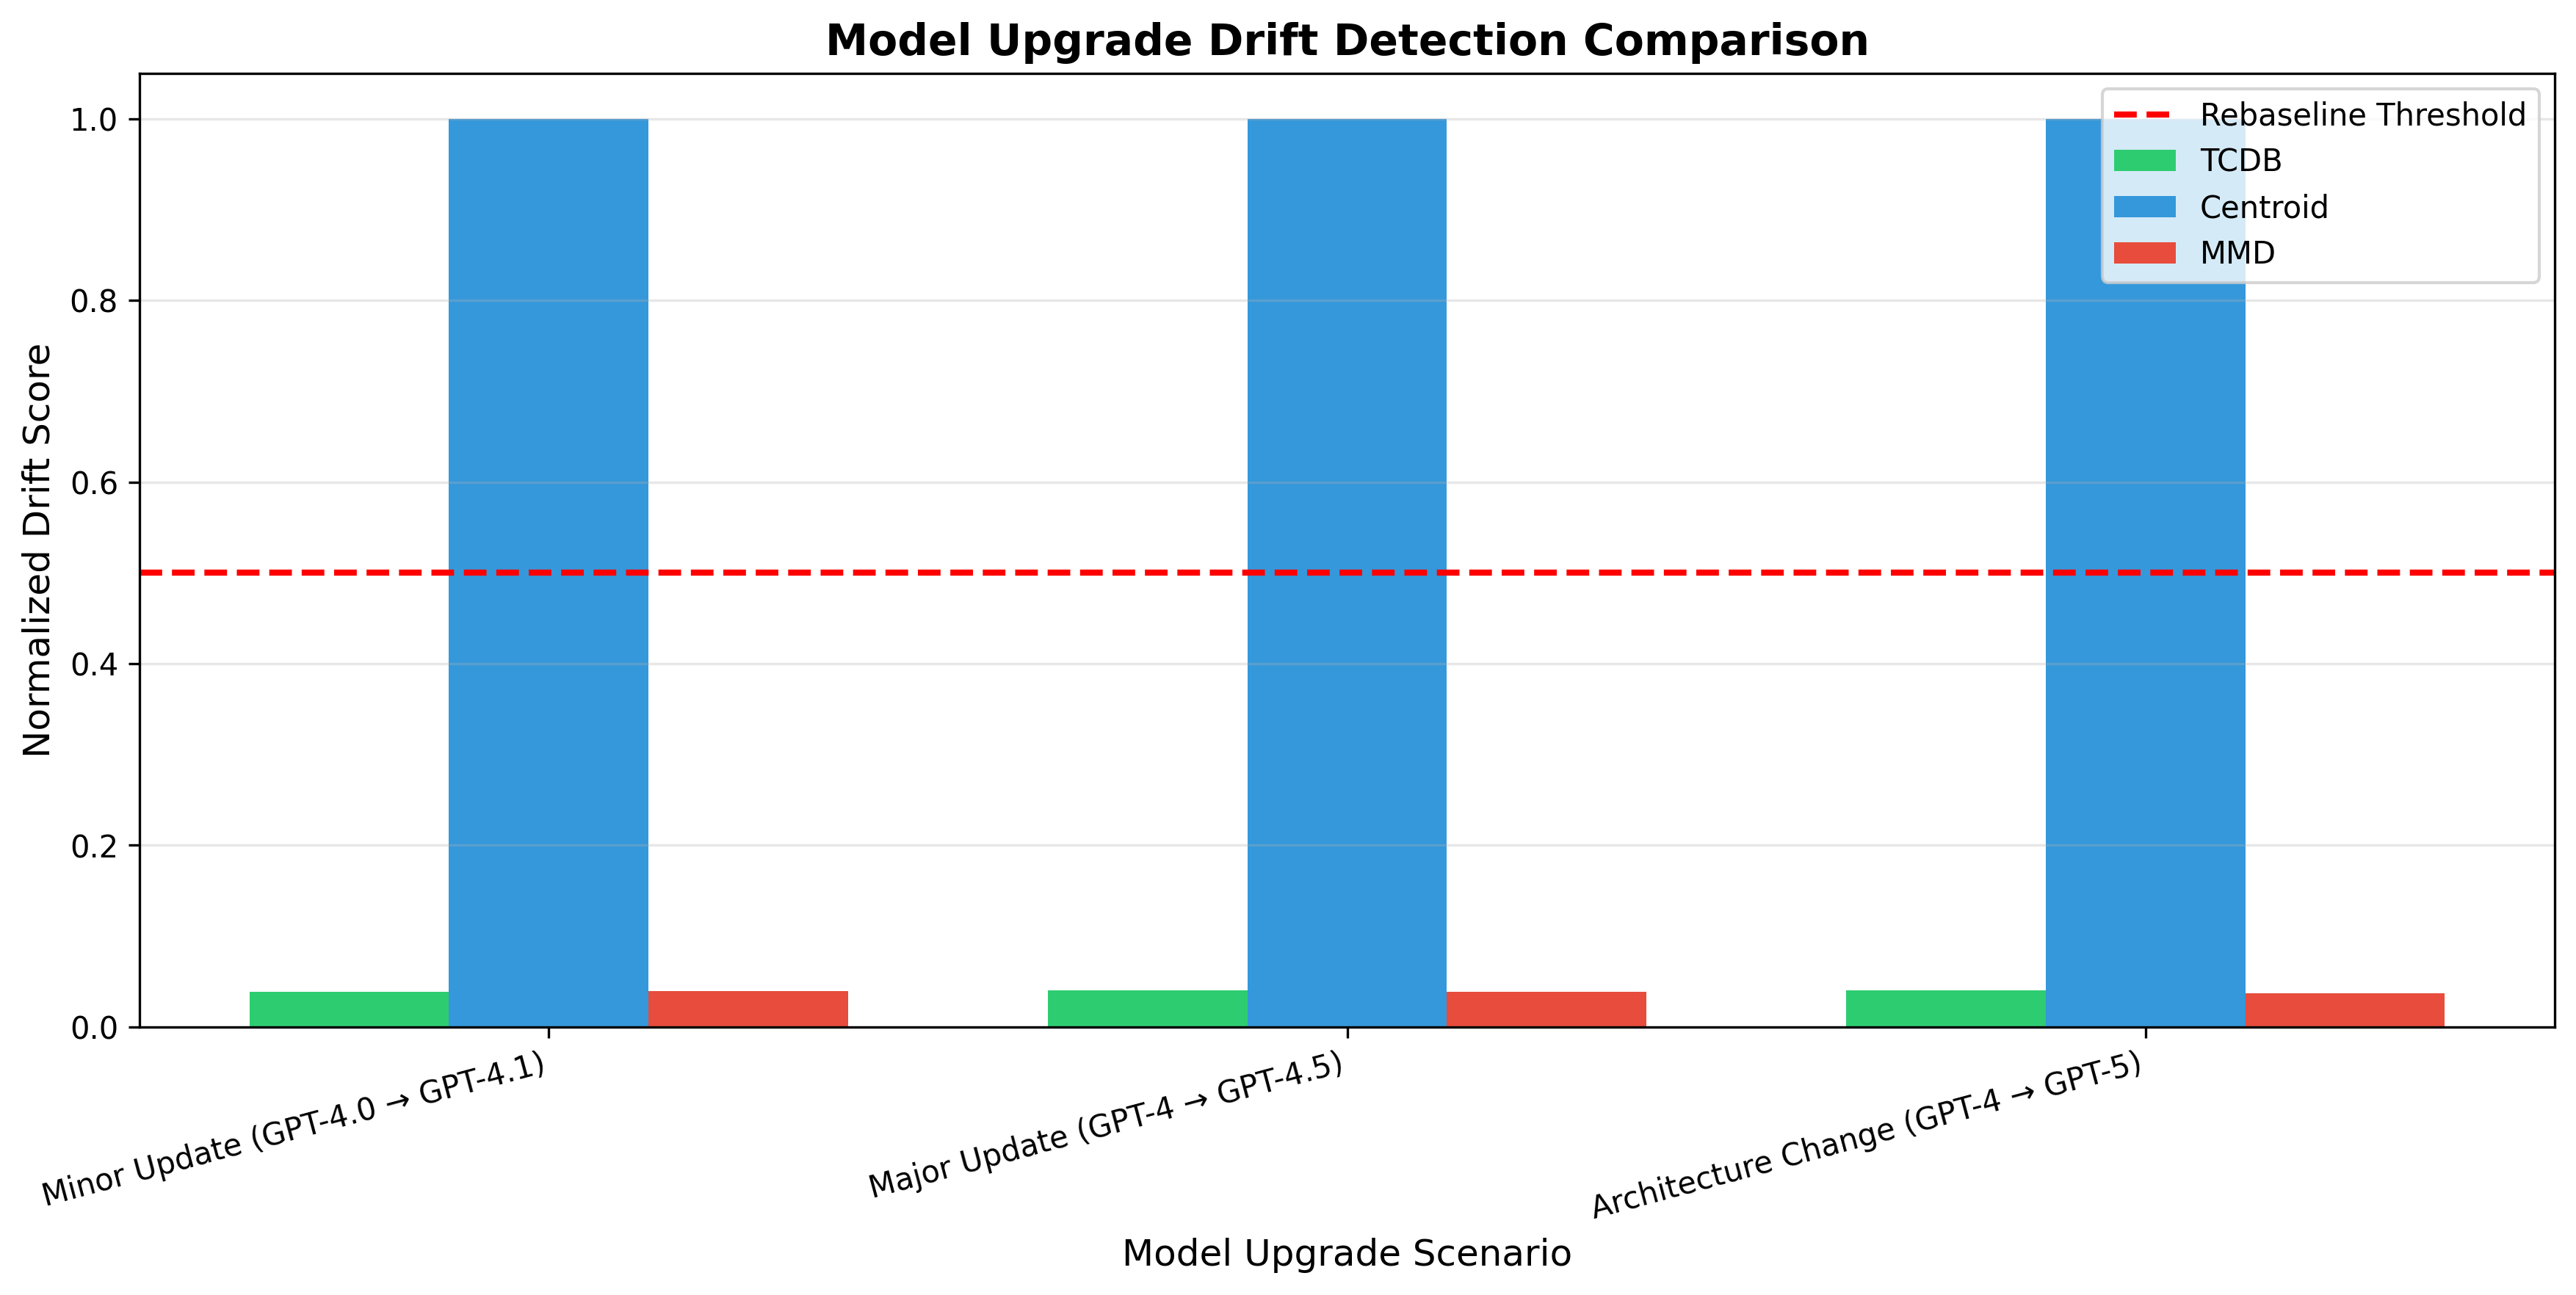 Model Upgrade Drift Detection Comparison
Normalized Drift Score
1.0
0.8
0.6
0.4
0.2
0.0
Rebaseline Threshold
TCDB
Centroid
MMD
Minor Update (GPT-4.0 → GPT-4.1)
Major Update (GPT-4 → GPT-4.5)
Architecture Change (GPT-4 → GPT-5)
Model Upgrade Scenario